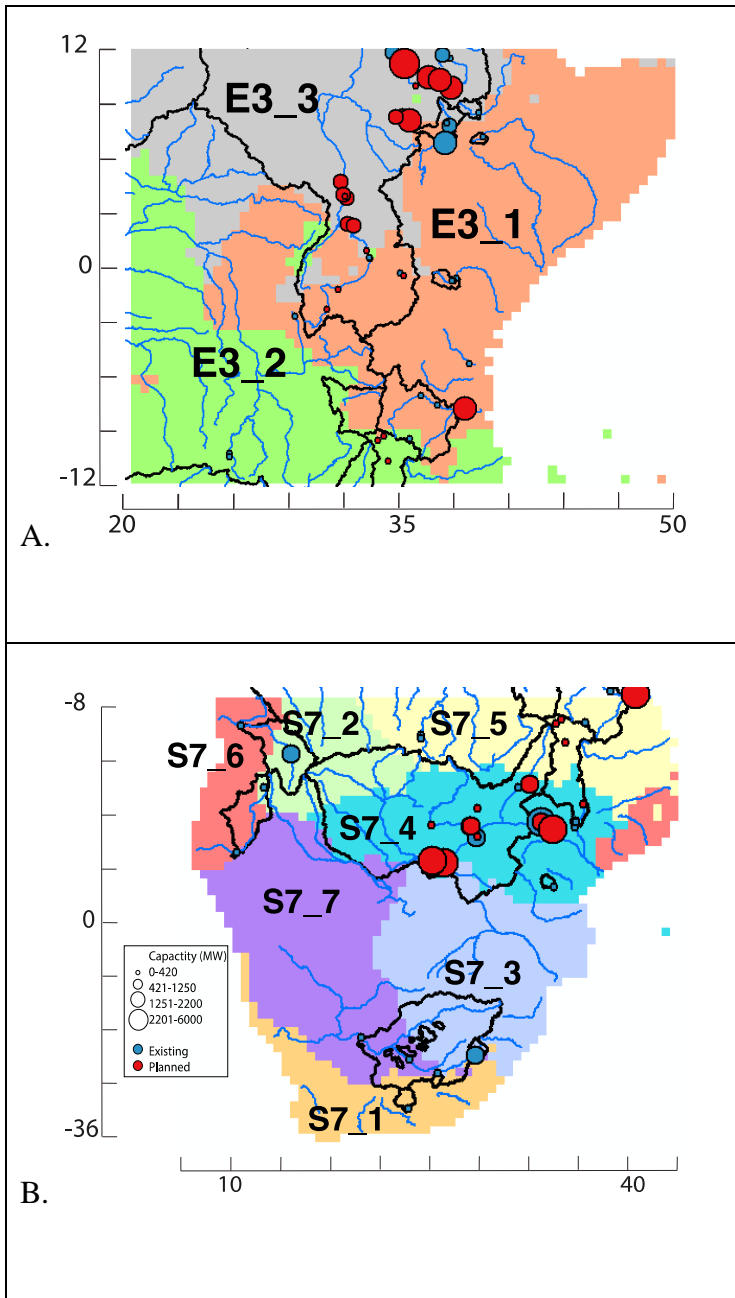 12
E3_3
E3_1
0
E3_2
-12
20
35
50
A.
-8
S7_2
S7_5
S7_6
S7_4
S7_7
0
S7_3
Capactity (MW)
0-420
421-1250
1251-2200
2201-6000
Existing
Planned
S7_1
-36
10
40
B.